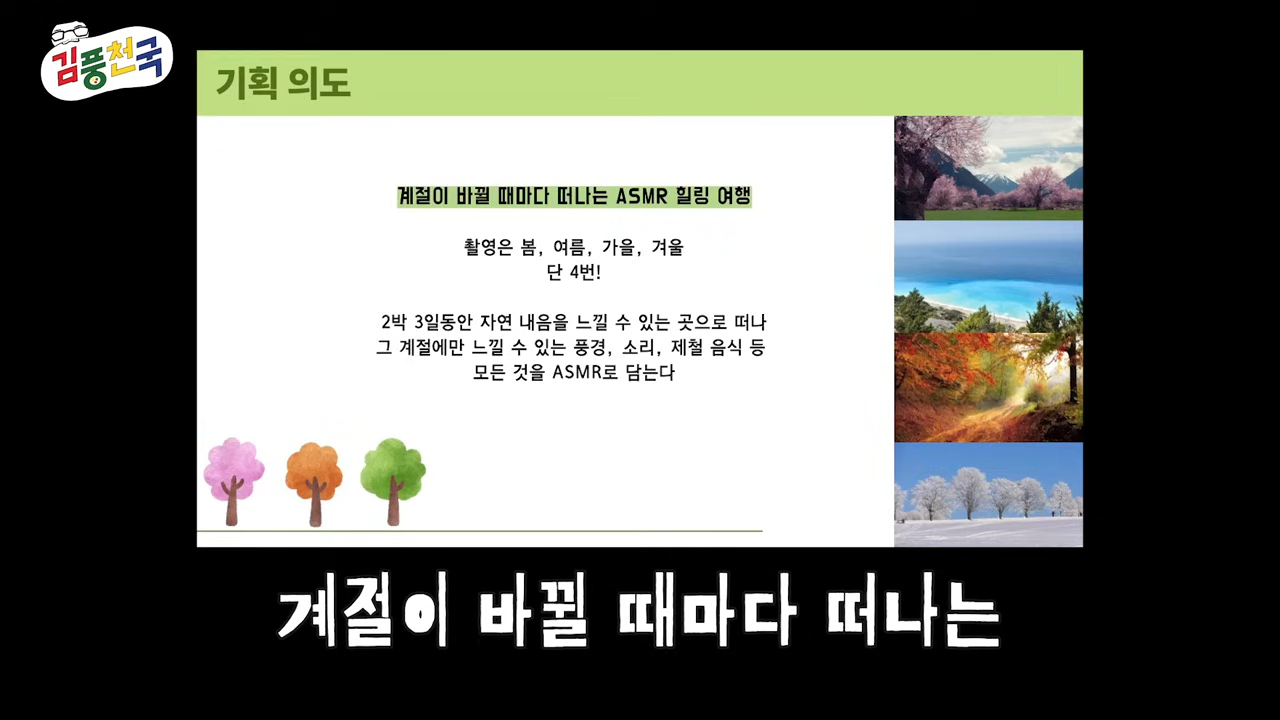 김풍천국
기획 의도
계절이 바뀔 때마다 떠나는 ASMR 힐링 여행
촬영은 봄, 여름, 가을, 겨울
단 4번!
2박 3일동안 자연 내음을 느낄 수 있는 곳으로 떠나
그 계절에만 느낄 수 있는 풍경, 소리, 제철 음식 등
모든 것을 ASMR로 담는다
계절이 바뀔 때마다 떠나는